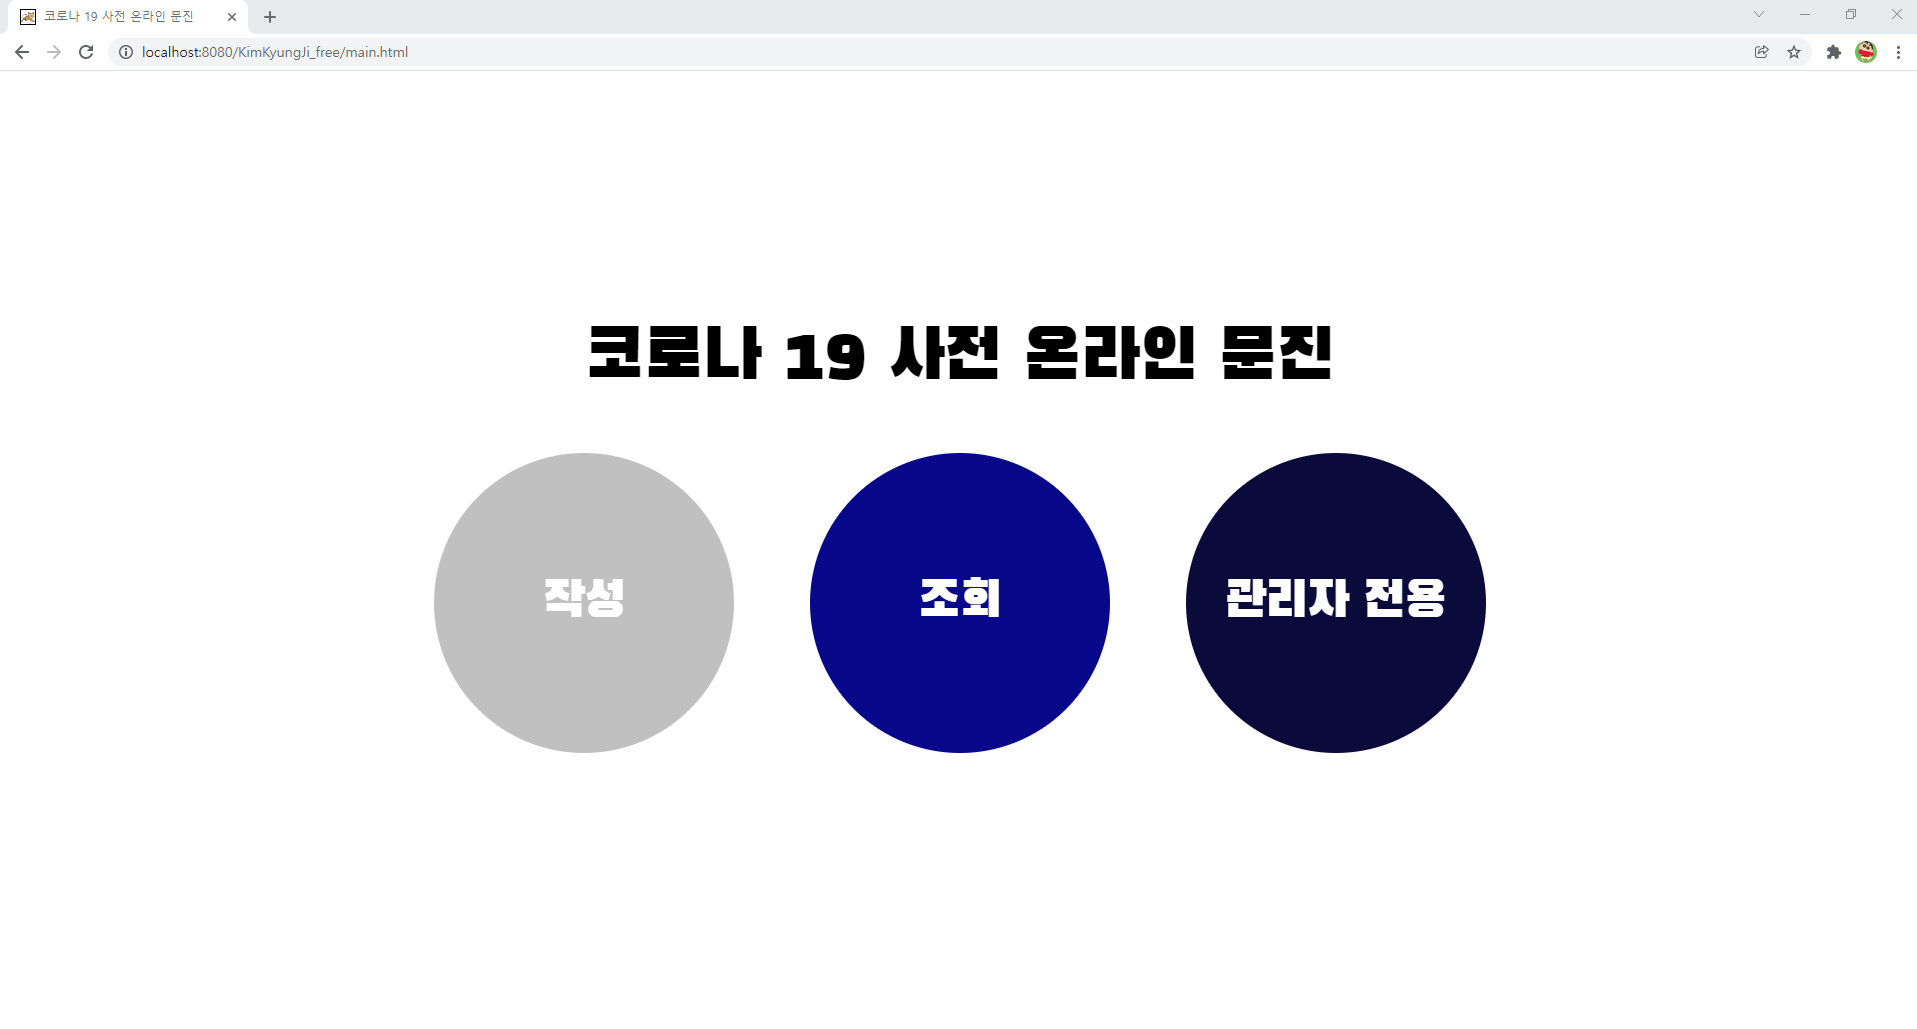 코로나 19 사전 온라인 문진
localhost:8080/KimKyungJi_free/main.html
코로나 19 사전 온라인 문진
작성
조회
관리자 전용